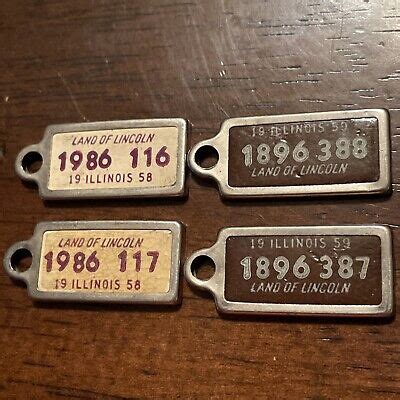 LAND OF LINCOLN
1986 116
19 ILLINOIS 58
19 ILLINOIS 59
1896 388
LAND OF LINCOLN
LAND OF LINCOLN
1986 117
19 ILLINOIS 58
19 ILLINOIS 59
1896 387
LAND OF LINCOLN